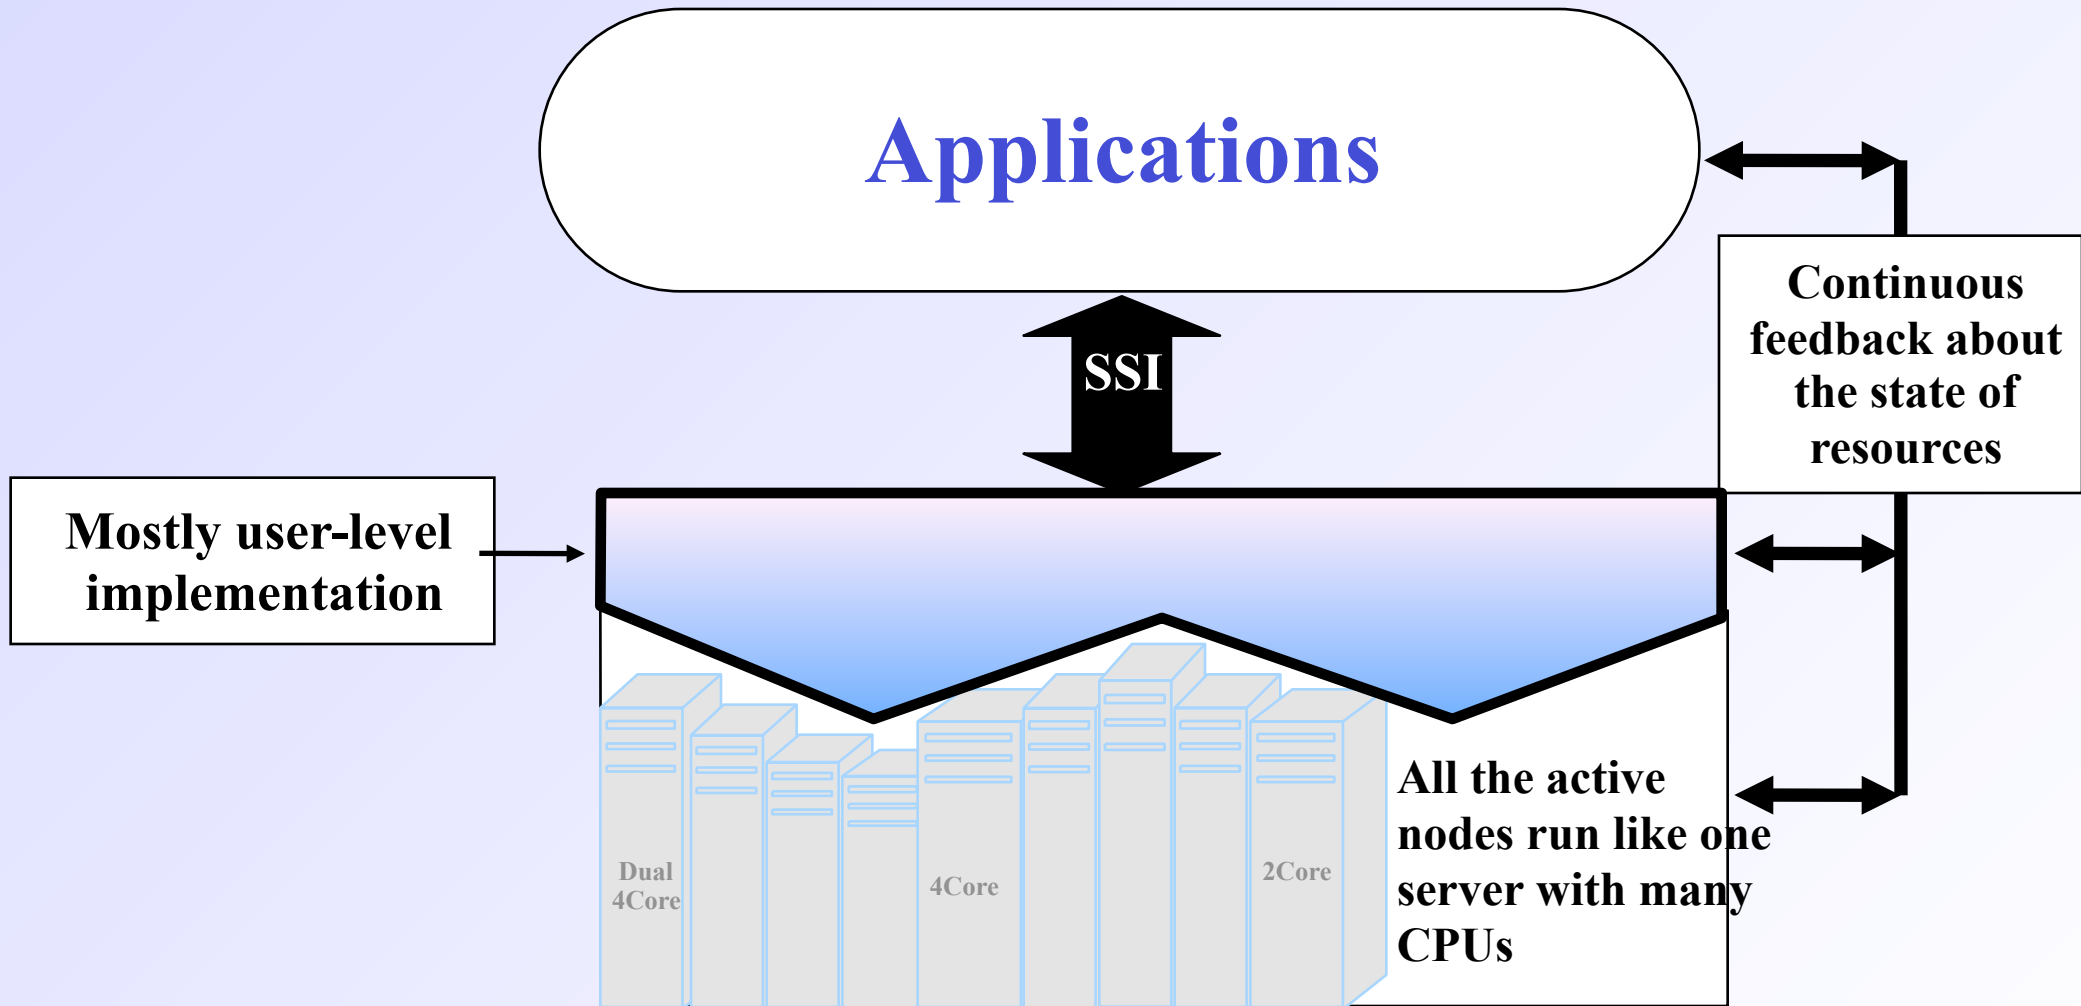 Applications
SSI
Continuous
feedback about
the state of
resources
Mostly user-level
implementation
Dual
4Core
4Core
2Core
All the active
nodes run like one
server with many
CPUs